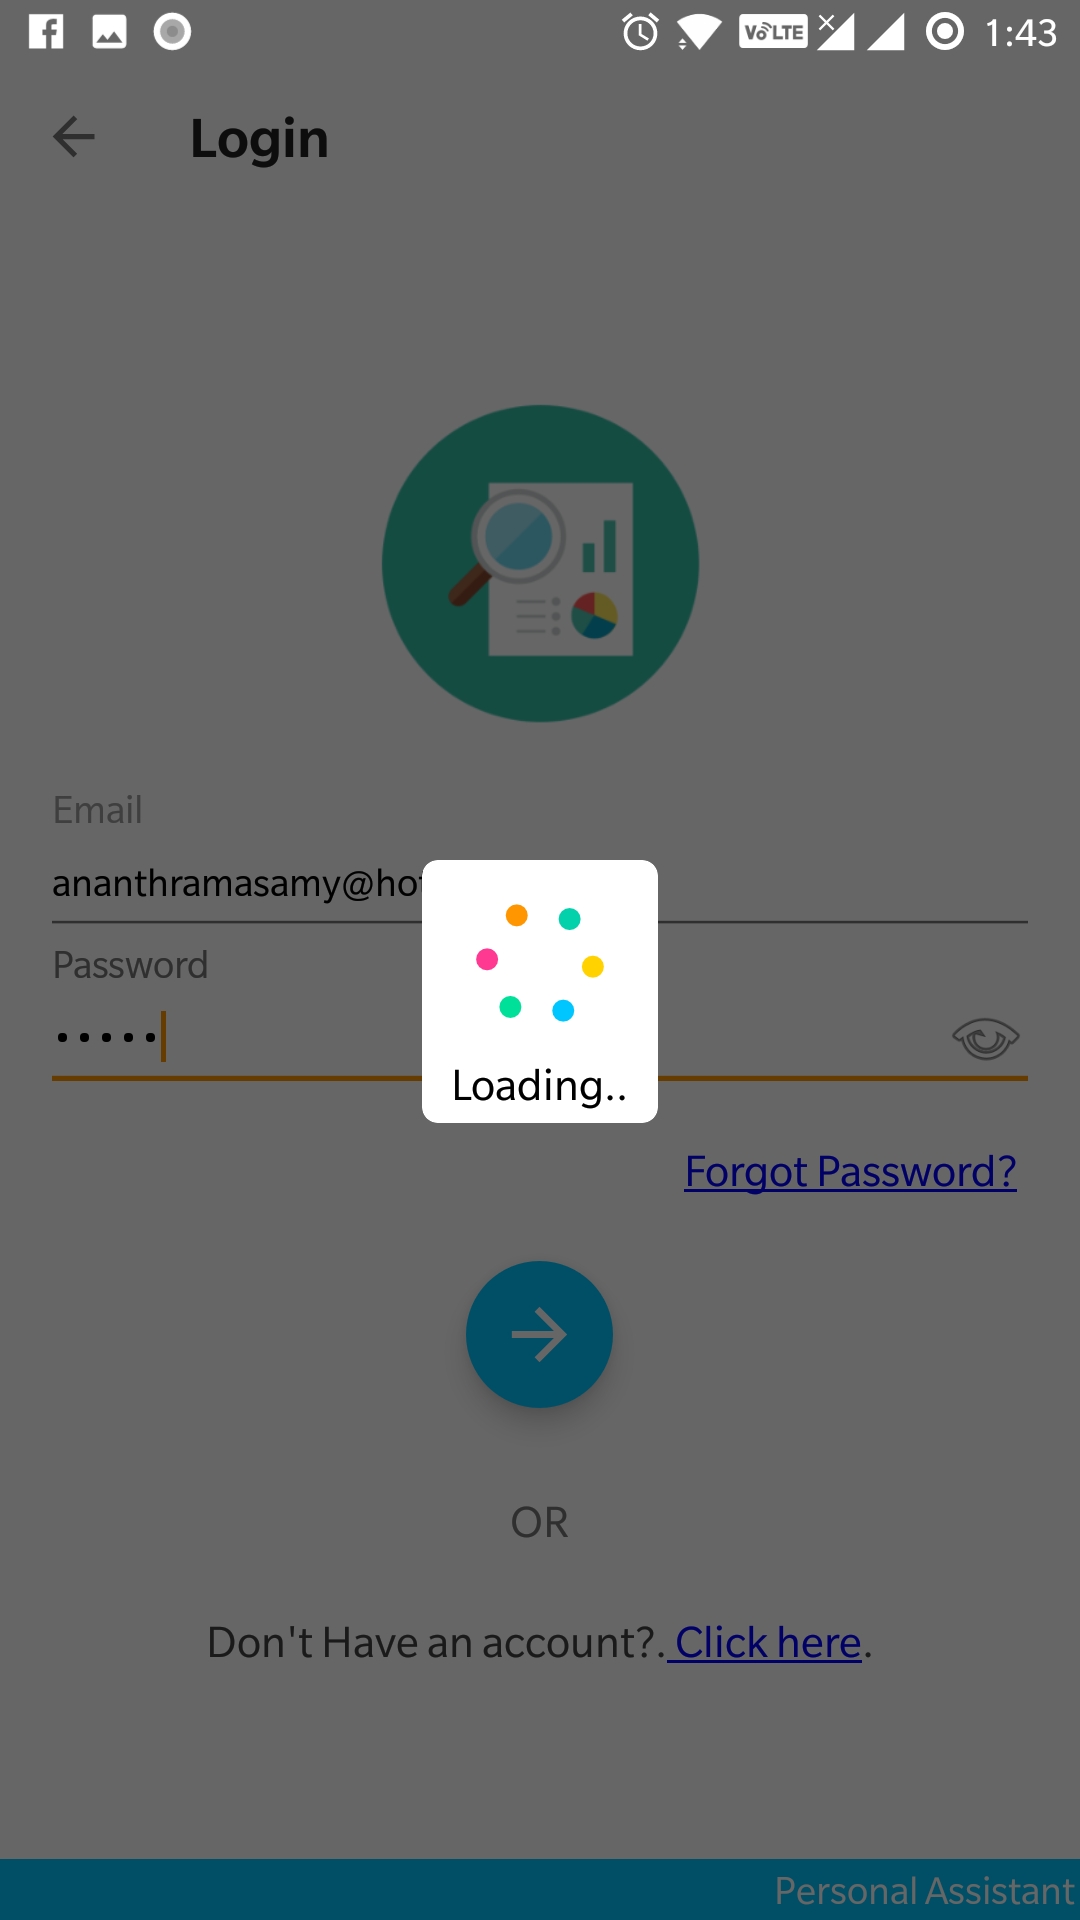 VoLTE 1:43
Login
Email
ananthramasamy@ho
Password
Loading..
Forgot Password?
OR
Don't Have an account?. Click here.
Personal Assistant